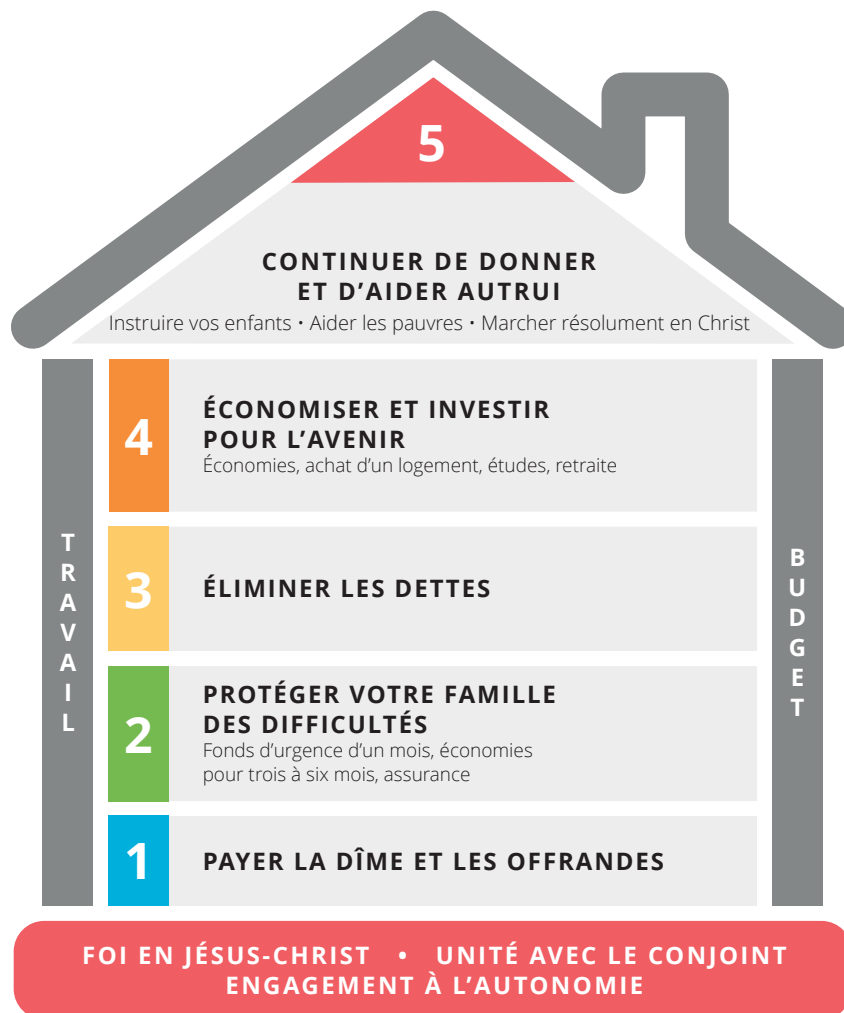 5
CONTINUER DE DONNER
ET D’AIDER AUTRUI
Instruire vos enfants • Aider les pauvres • Marcher résolument en Christ
4
ÉCONOMISER ET INVESTIR
POUR L’AVENIR
Économies, achat d’un logement, études, retraite
3
ÉLIMINER LES DETTES
2
PROTÉGER VOTRE FAMILLE
DES DIFFICULTÉS
Fonds d’urgence d’un mois, économies
pour trois à six mois, assurance
1
PAYER LA DÎME ET LES OFFRANDES
TRAVAIL
BUDGET
FOI EN JÉSUS-CHRIST • UNITÉ AVEC LE CONJOINT
ENGAGEMENT À L’AUTONOMIE